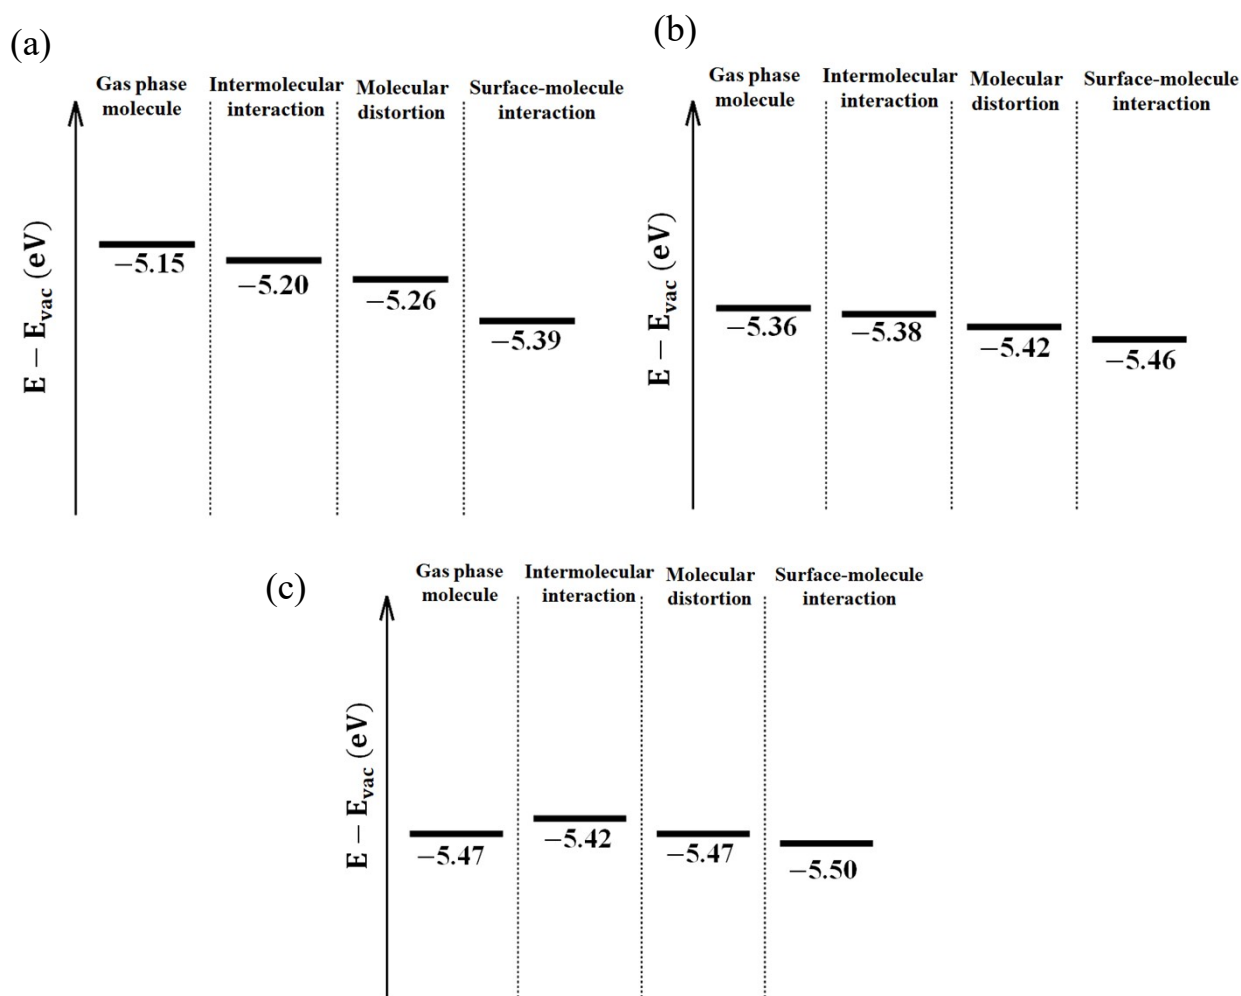 (a)
Gas phase
molecule
Intermolecular
interaction
Molecular
distortion
Surface-molecule
interaction
E − Evac (eV)
−5.15
−5.20
−5.26
−5.39
(b)
Gas phase
molecule
Intermolecular
interaction
Molecular
distortion
Surface-molecule
interaction
E − Evac (eV)
−5.36
−5.38
−5.42
−5.46
(c)
Gas phase
molecule
Intermolecular
interaction
Molecular
distortion
Surface-molecule
interaction
E − Evac (eV)
−5.47
−5.42
−5.47
−5.50